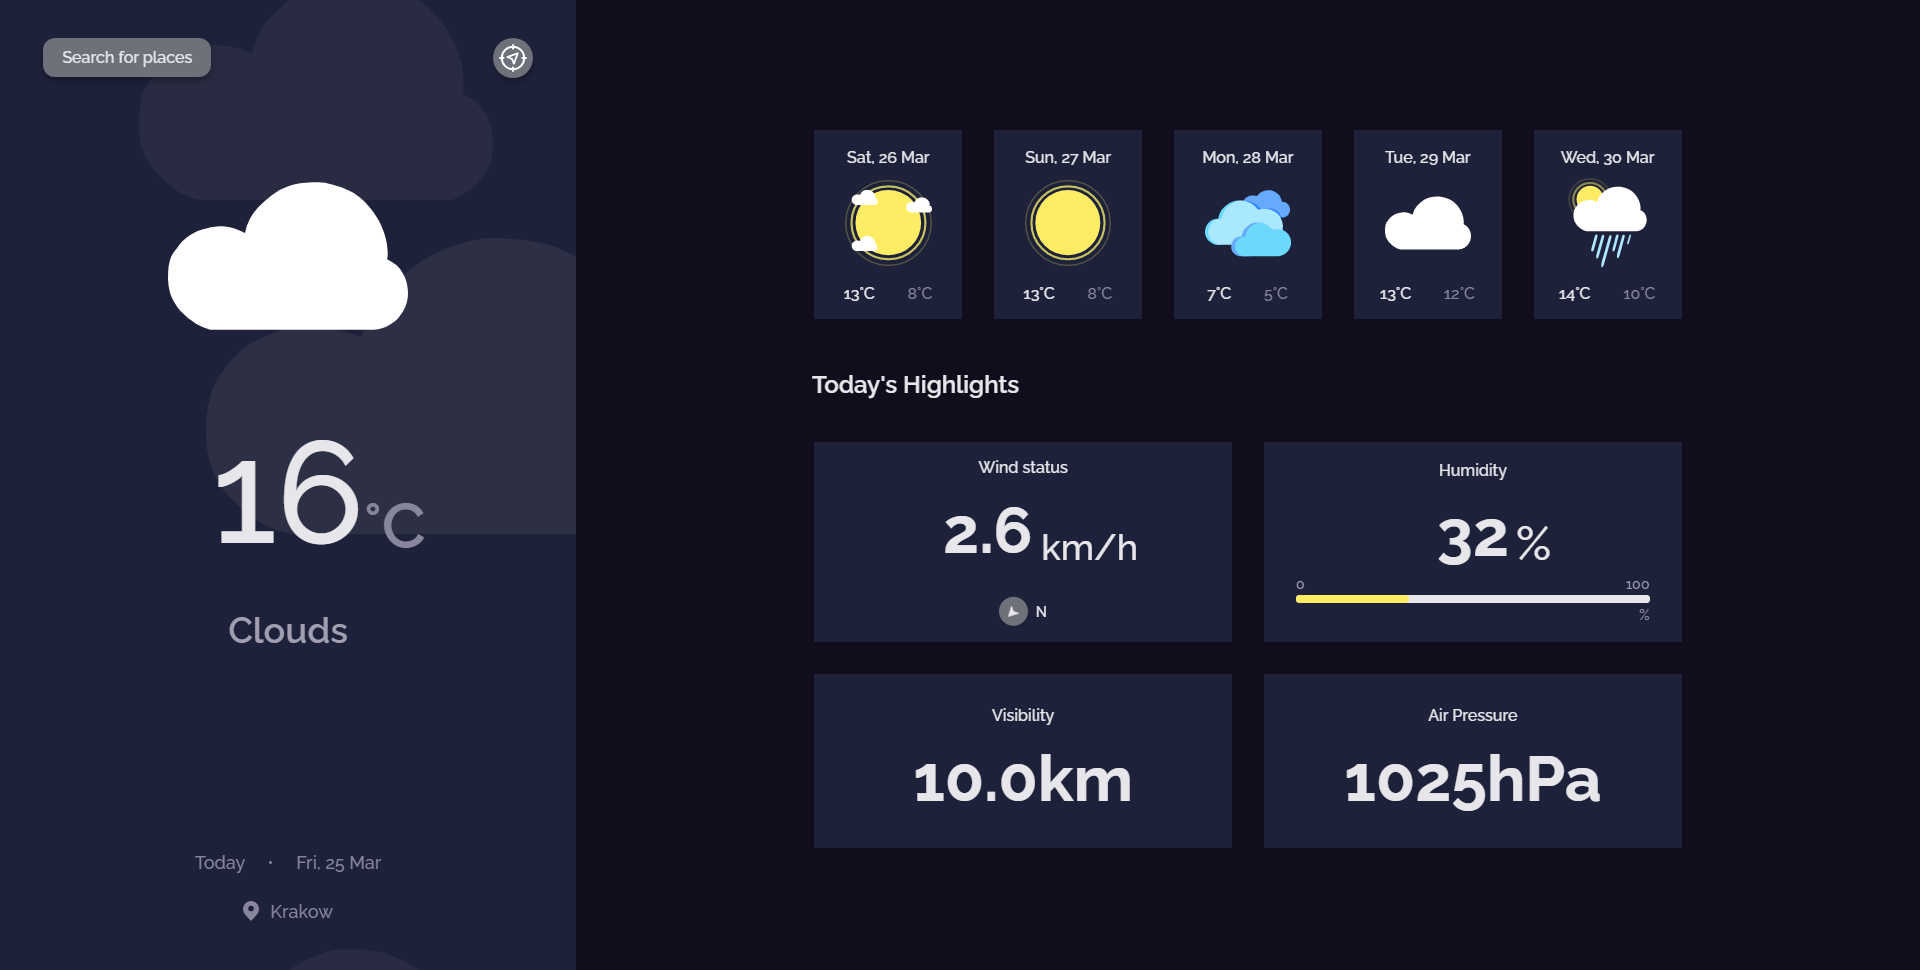 Search for places
16°C
Clouds
Today · Fri, 25 Mar
Krakow
Sat, 26 Mar
13°C 8°C
Sun, 27 Mar
13°C 8°C
Mon, 28 Mar
7°C 5°C
Tue, 29 Mar
13°C 12°C
Wed, 30 Mar
14°C 10°C
Today's Highlights
Wind status
2.6 km/h
N
Humidity
32 %
0 100
%
Visibility
10.0km
Air Pressure
1025hPa